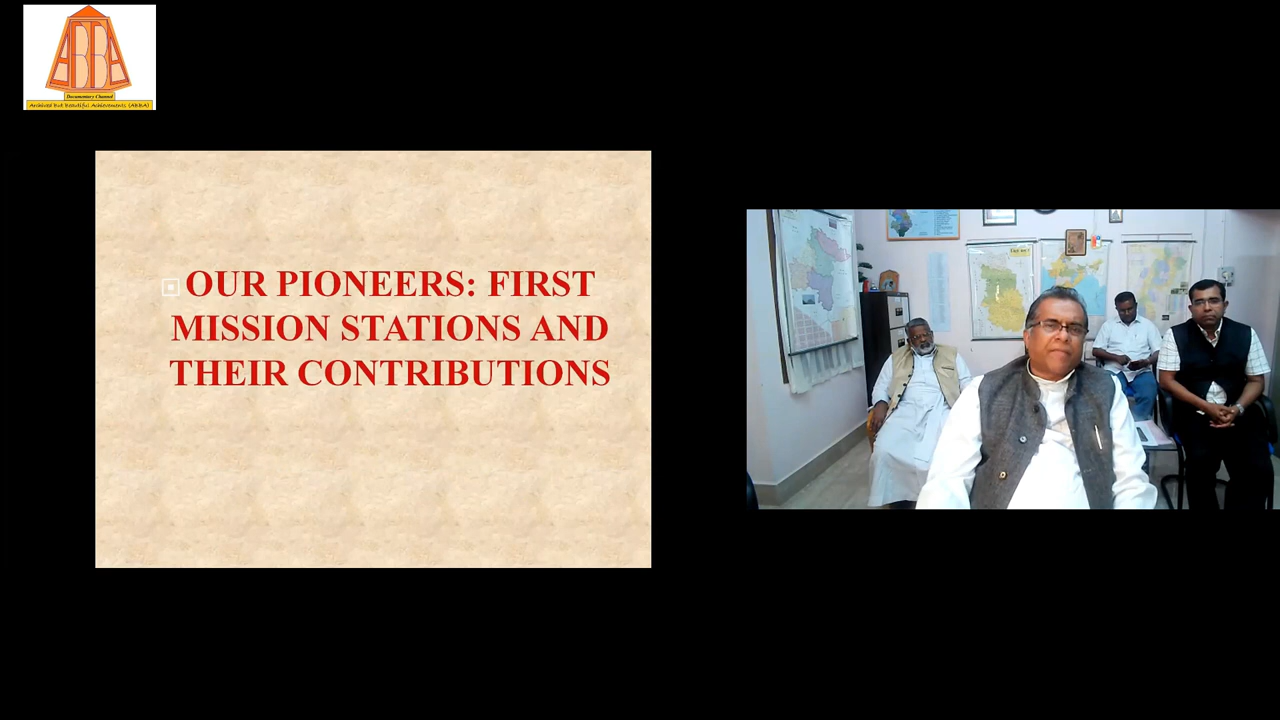 ABBA
Documentary Channel
Archived But Beautiful Achievements (ABBA)
OUR PIONEERS: FIRST
MISSION STATIONS AND
THEIR CONTRIBUTIONS